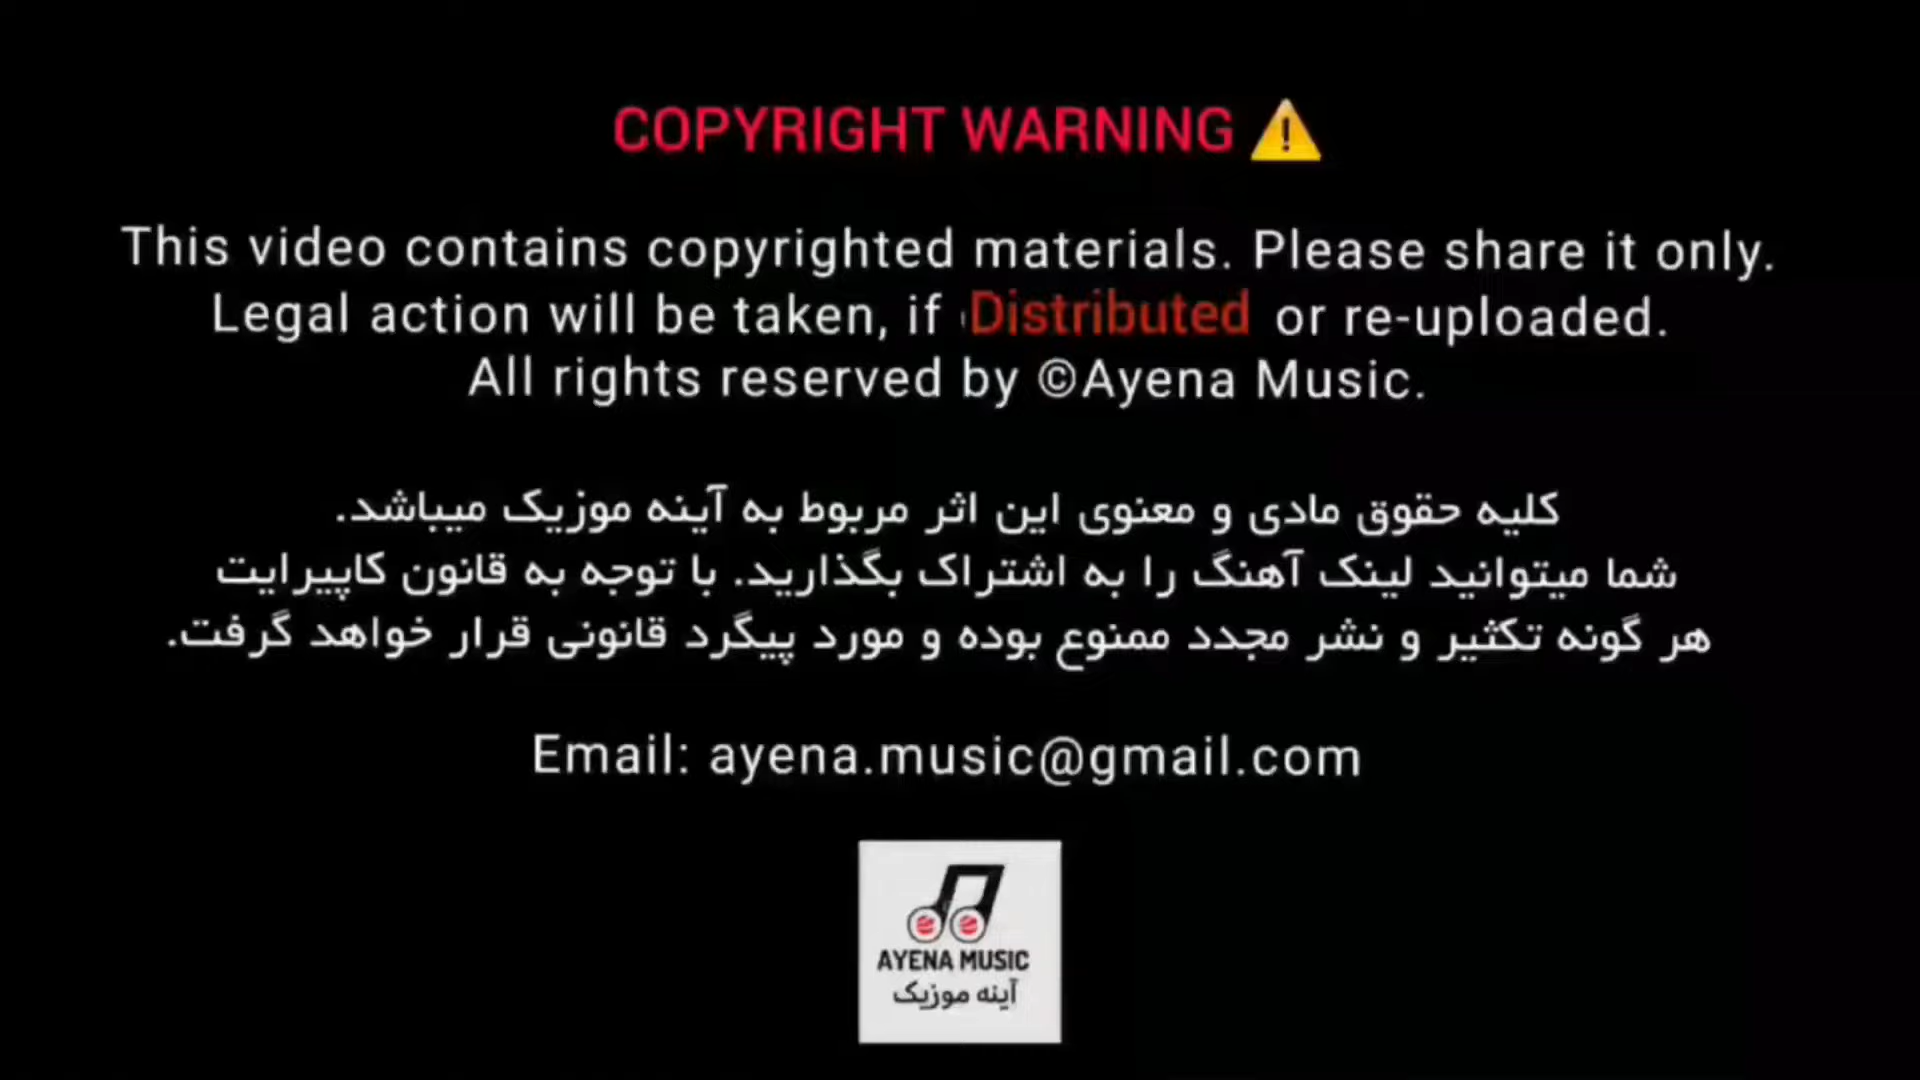 COPYRIGHT WARNING ⚠️
This video contains copyrighted materials. Please share it only.
Legal action will be taken, if Distributed or re-uploaded.
All rights reserved by ©Ayena Music.
کلیه حقوق مادی و معنوی این اثر مربوط به آینه موزیک میباشد.
شما میتوانید لینک آهنگ را به اشتراک بگذارید. با توجه به قانون کاپیرایت
هر گونه تکثیر و نشر مجدد ممنوع بوده و مورد پیگرد قانونی قرار خواهد گرفت.
Email: ayena.music@gmail.com
AYENA MUSIC
آینه موزیک